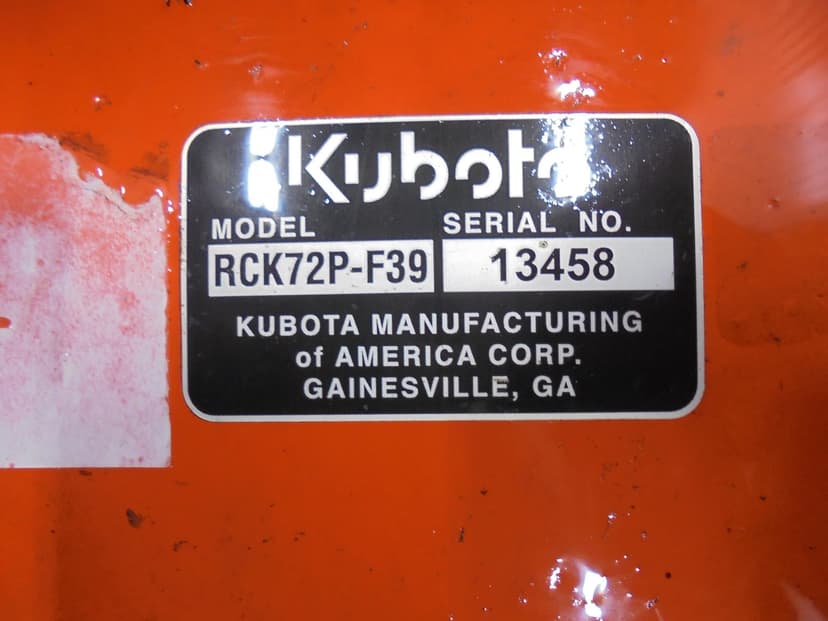 Kubota
MODEL SERIAL NO.
RCK72P-F39 13458
KUBOTA MANUFACTURING
of AMERICA CORP.
GAINESVILLE, GA